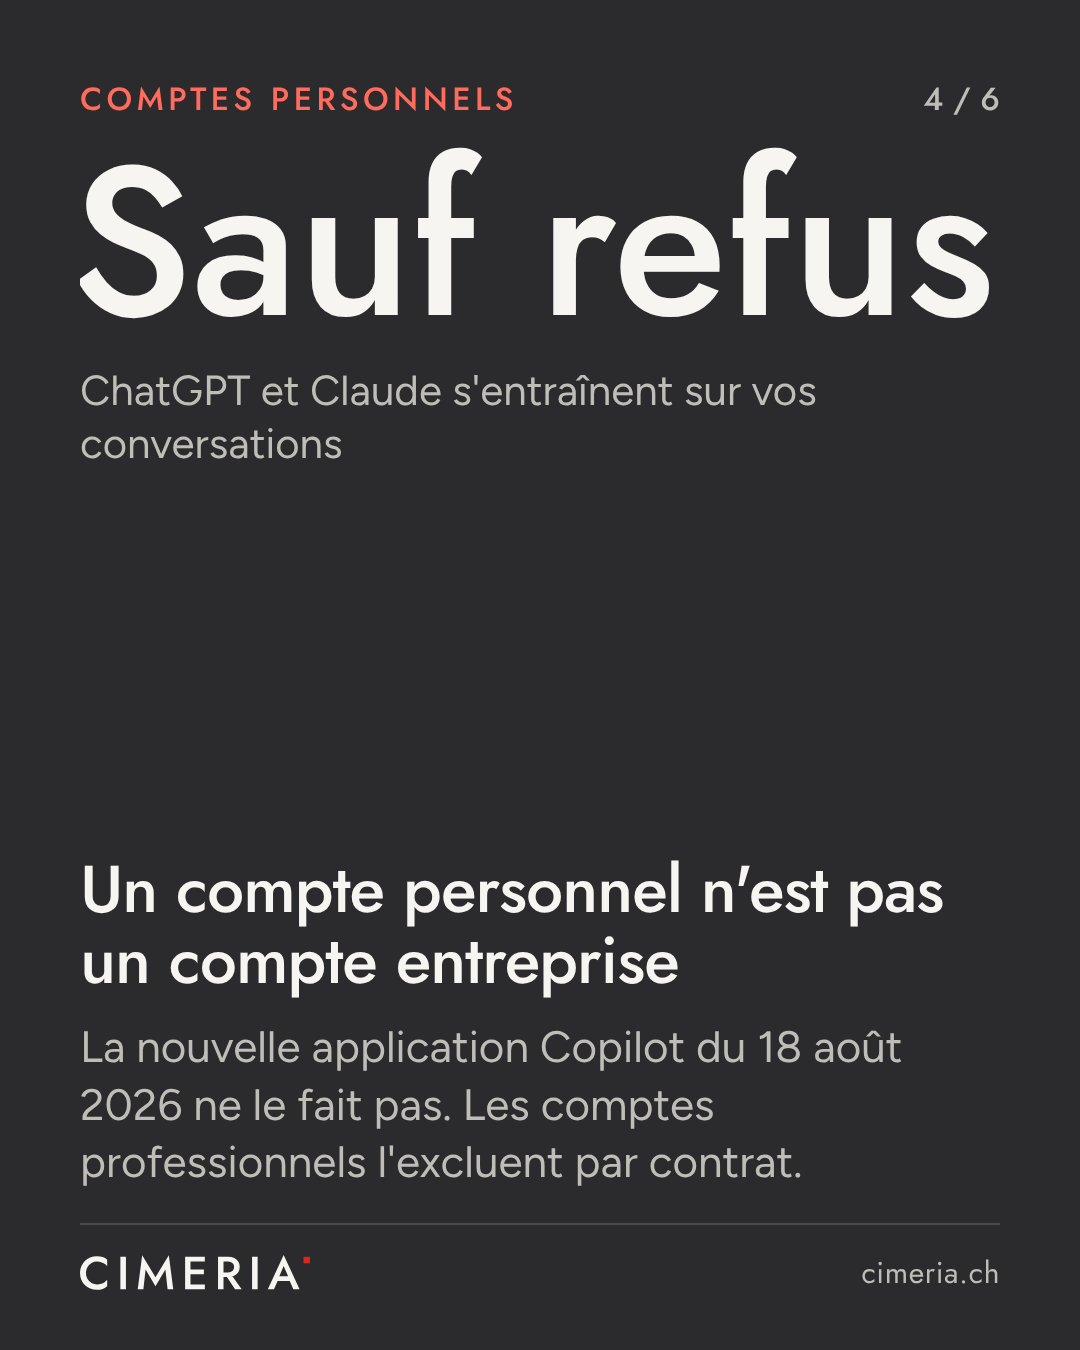 COMPTES PERSONNELS
4 / 6
Sauf refus
ChatGPT et Claude s'entraînent sur vos
conversations
Un compte personnel n'est pas
un compte entreprise
La nouvelle application Copilot du 18 août
2026 ne le fait pas. Les comptes
professionnels l'excluent par contrat.
CIMERIA
cimeria.ch